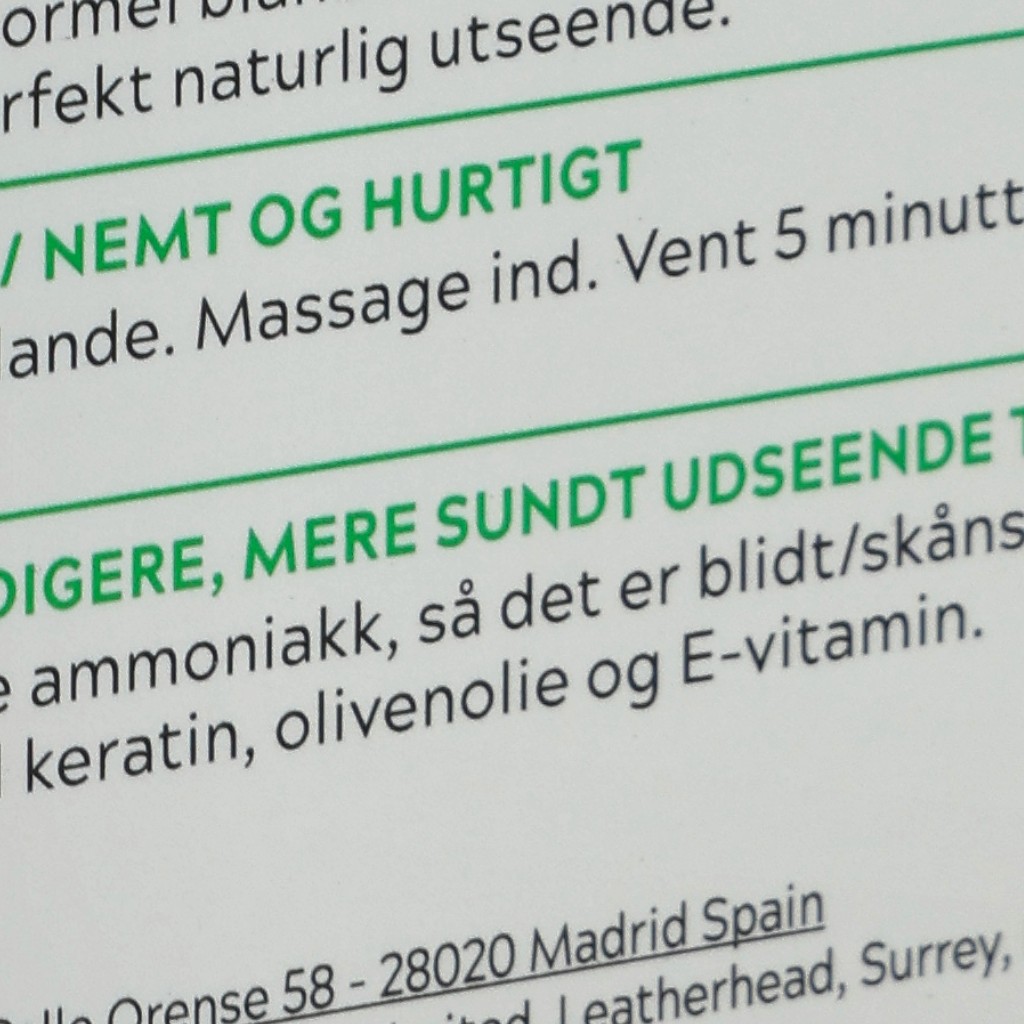 rfekt naturlig utseende.
/ NEMT OG HURTIGT
lande. Massage ind. Vent 5 minutt
DIGERE, MERE SUNDT UDSEENDE T
e ammoniakk, så det er blidt/skåns
keratin, olivenolie og E-vitamin.
Orense 58 - 28020 Madrid Spain
Leatherhead, Surrey,